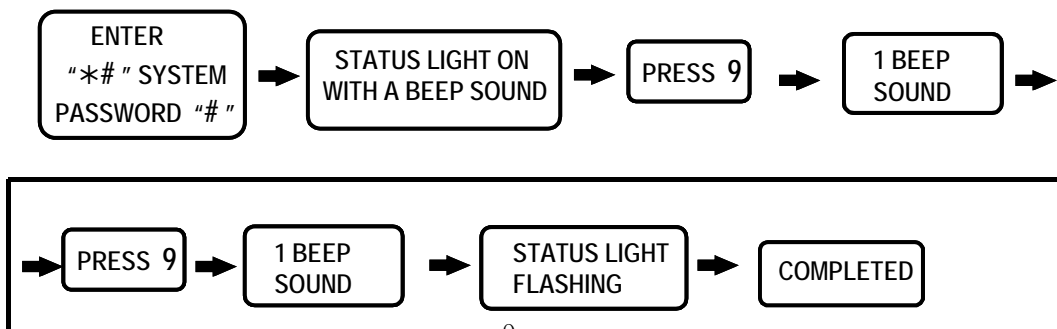 ENTER
"*#" SYSTEM
PASSWORD "#"
STATUS LIGHT ON
WITH A BEEP SOUND
PRESS 9
1 BEEP
SOUND
PRESS 9
1 BEEP
SOUND
STATUS LIGHT
FLASHING
COMPLETED